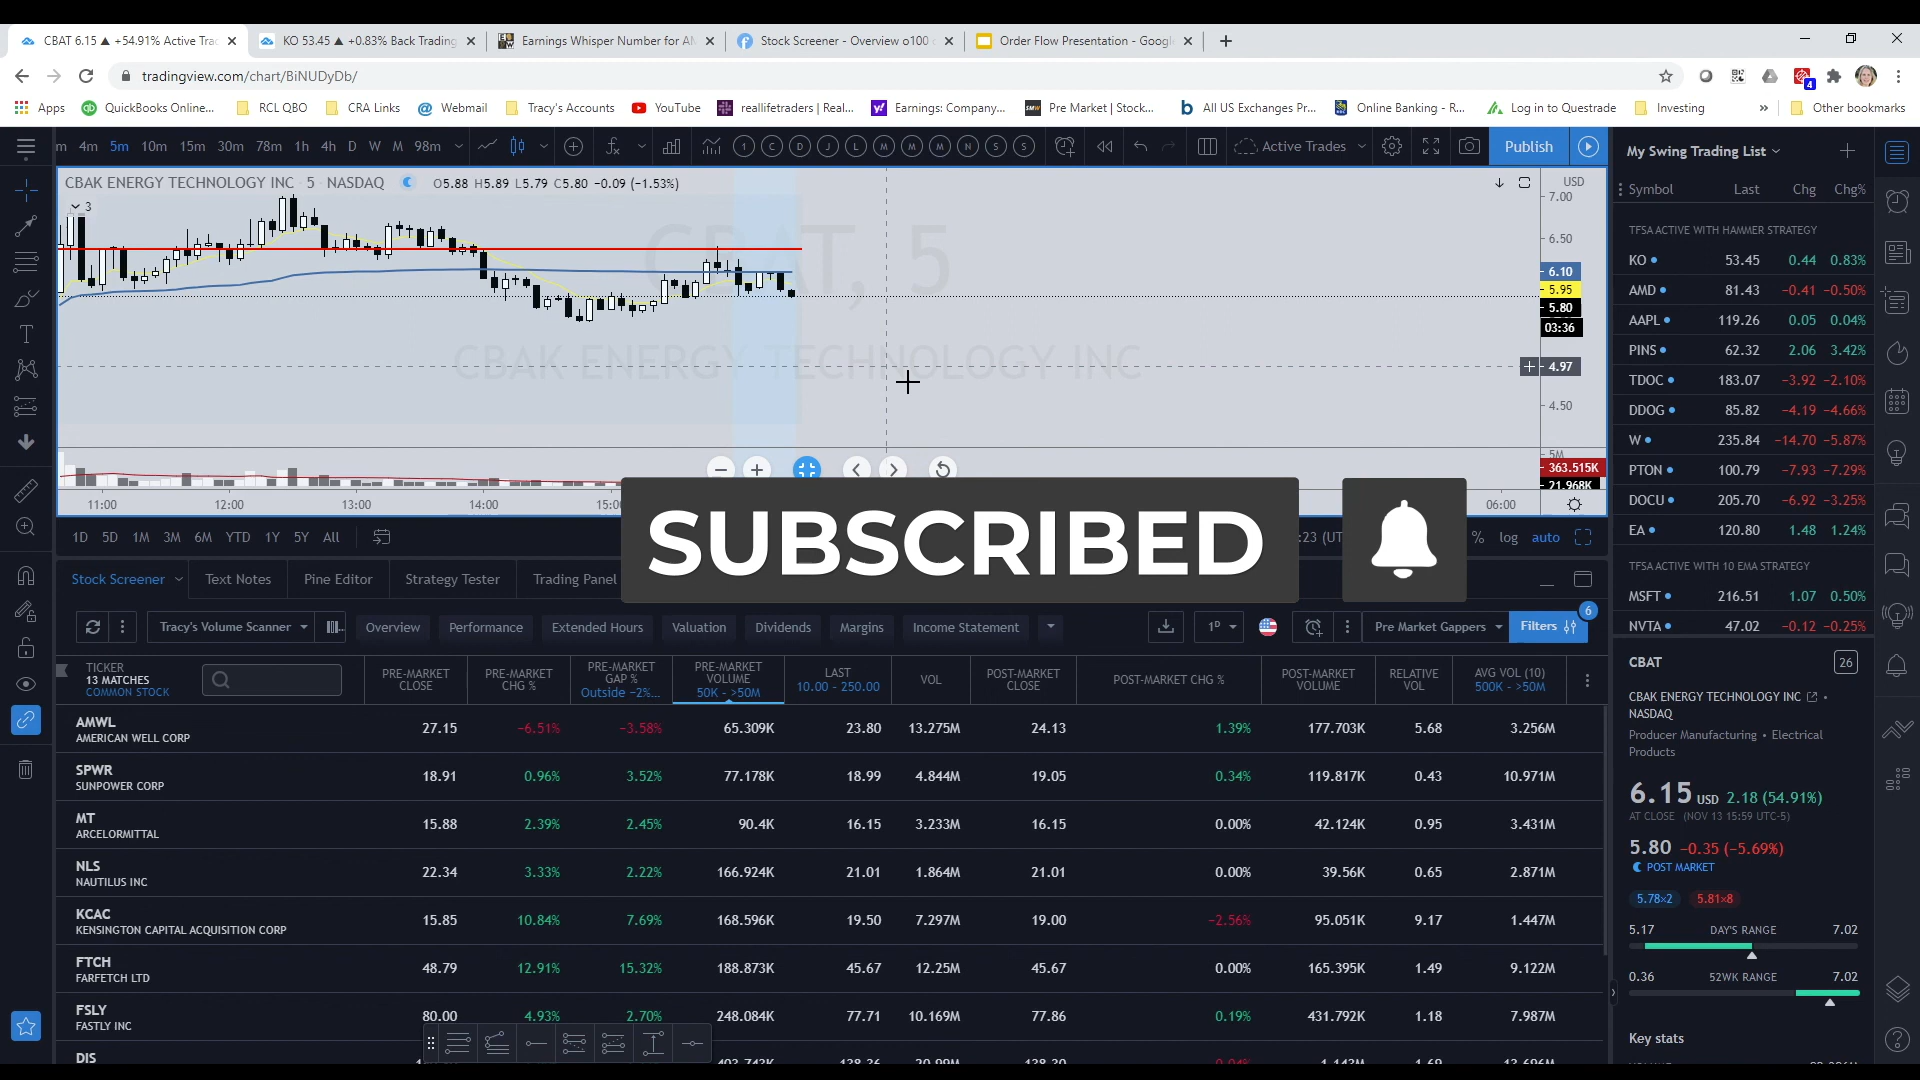 CBAT 6.15 ▲ +54.91% Active Tra
KO 53.45 ▲ +0.83% Back Trading
Earnings Whisper Number for AM
Stock Screener - Overview o100
Order Flow Presentation - Google
tradingview.com/chart/BiNUDyDb/
4
Apps
QuickBooks Online...
RCL QBO
CRA Links
Webmail
Tracy's Accounts
YouTube
reallifetraders | Real...
Earnings: Company...
Pre Market | Stock...
All US Exchanges Pr...
Online Banking - R...
Log in to Questrade
Investing
Other bookmarks
m 4m 5m 10m 15m 30m 78m 1h 4h D W M 98m
1 C D J L M M M N S S
Active Trades
Publish
CBAK ENERGY TECHNOLOGY INC · 5 · NASDAQ
O5.88 H5.89 L5.79 C5.80 −0.09 (−1.53%)
3
CBAT, 5
CBAK ENERGY TECHNOLOGY INC
USD
7.00
6.50
6.10
5.95
5.80
03:36
4.97
4.50
5M
363.515K
21.968K
11:00 12:00 13:00 14:00 15:0 06:00
1D 5D 1M 3M 6M YTD 1Y 5Y All
:23 (UT
% log auto
SUBSCRIBED
Stock Screener
Text Notes
Pine Editor
Strategy Tester
Trading Panel
Tracy's Volume Scanner
Overview
Performance
Extended Hours
Valuation
Dividends
Margins
Income Statement
1D
Pre Market Gappers
Filters
6
TICKER
13 MATCHES
COMMON STOCK
PRE-MARKET CLOSE
PRE-MARKET CHG %
PRE-MARKET GAP %
Outside −2%...
PRE-MARKET VOLUME
50K - >50M
LAST
10.00 - 250.00
VOL
POST-MARKET CLOSE
POST-MARKET CHG %
POST-MARKET VOLUME
RELATIVE VOL
AVG VOL (10)
500K - >50M
AMWL 27.15 −6.51% −3.58% 65.309K 23.80 13.275M 24.13 1.39% 177.703K 5.68 3.256M
AMERICAN WELL CORP
SPWR 18.91 0.96% 3.52% 77.178K 18.99 4.844M 19.05 0.34% 119.817K 0.43 10.971M
SUNPOWER CORP
MT 15.88 2.39% 2.45% 90.4K 16.15 3.233M 16.15 0.00% 42.124K 0.95 3.431M
ARCELORMITTAL
NLS 22.34 3.33% 2.22% 166.924K 21.01 1.864M 21.01 0.00% 39.56K 0.65 2.871M
NAUTILUS INC
KCAC 15.85 10.84% 7.69% 168.596K 19.50 7.297M 19.00 −2.56% 95.051K 9.17 1.447M
KENSINGTON CAPITAL ACQUISITION CORP
FTCH 48.79 12.91% 15.32% 188.873K 45.67 12.25M 45.67 0.00% 165.395K 1.49 9.122M
FARFETCH LTD
FSLY 80.00 4.93% 2.70% 248.084K 77.71 10.169M 77.86 0.19% 431.792K 1.18 7.987M
FASTLY INC
DIS
My Swing Trading List
Symbol Last Chg Chg%
TFSA ACTIVE WITH HAMMER STRATEGY
KO 53.45 0.44 0.83%
AMD 81.43 −0.41 −0.50%
AAPL 119.26 0.05 0.04%
PINS 62.32 2.06 3.42%
TDOC 183.07 −3.92 −2.10%
DDOG 85.82 −4.19 −4.66%
W 235.84 −14.70 −5.87%
PTON 100.79 −7.93 −7.29%
DOCU 205.70 −6.92 −3.25%
EA 120.80 1.48 1.24%
TFSA ACTIVE WITH 10 EMA STRATEGY
MSFT 216.51 1.07 0.50%
NVTA 47.02 −0.12 −0.25%
CBAT
26
CBAK ENERGY TECHNOLOGY INC •
NASDAQ
Producer Manufacturing • Electrical
Products
6.15 USD 2.18 (54.91%)
AT CLOSE (NOV 13 15:59 UTC-5)
5.80 −0.35 (−5.69%)
POST MARKET
5.78×2 5.81×8
5.17 DAY'S RANGE 7.02
0.36 52WK RANGE 7.02
Key stats